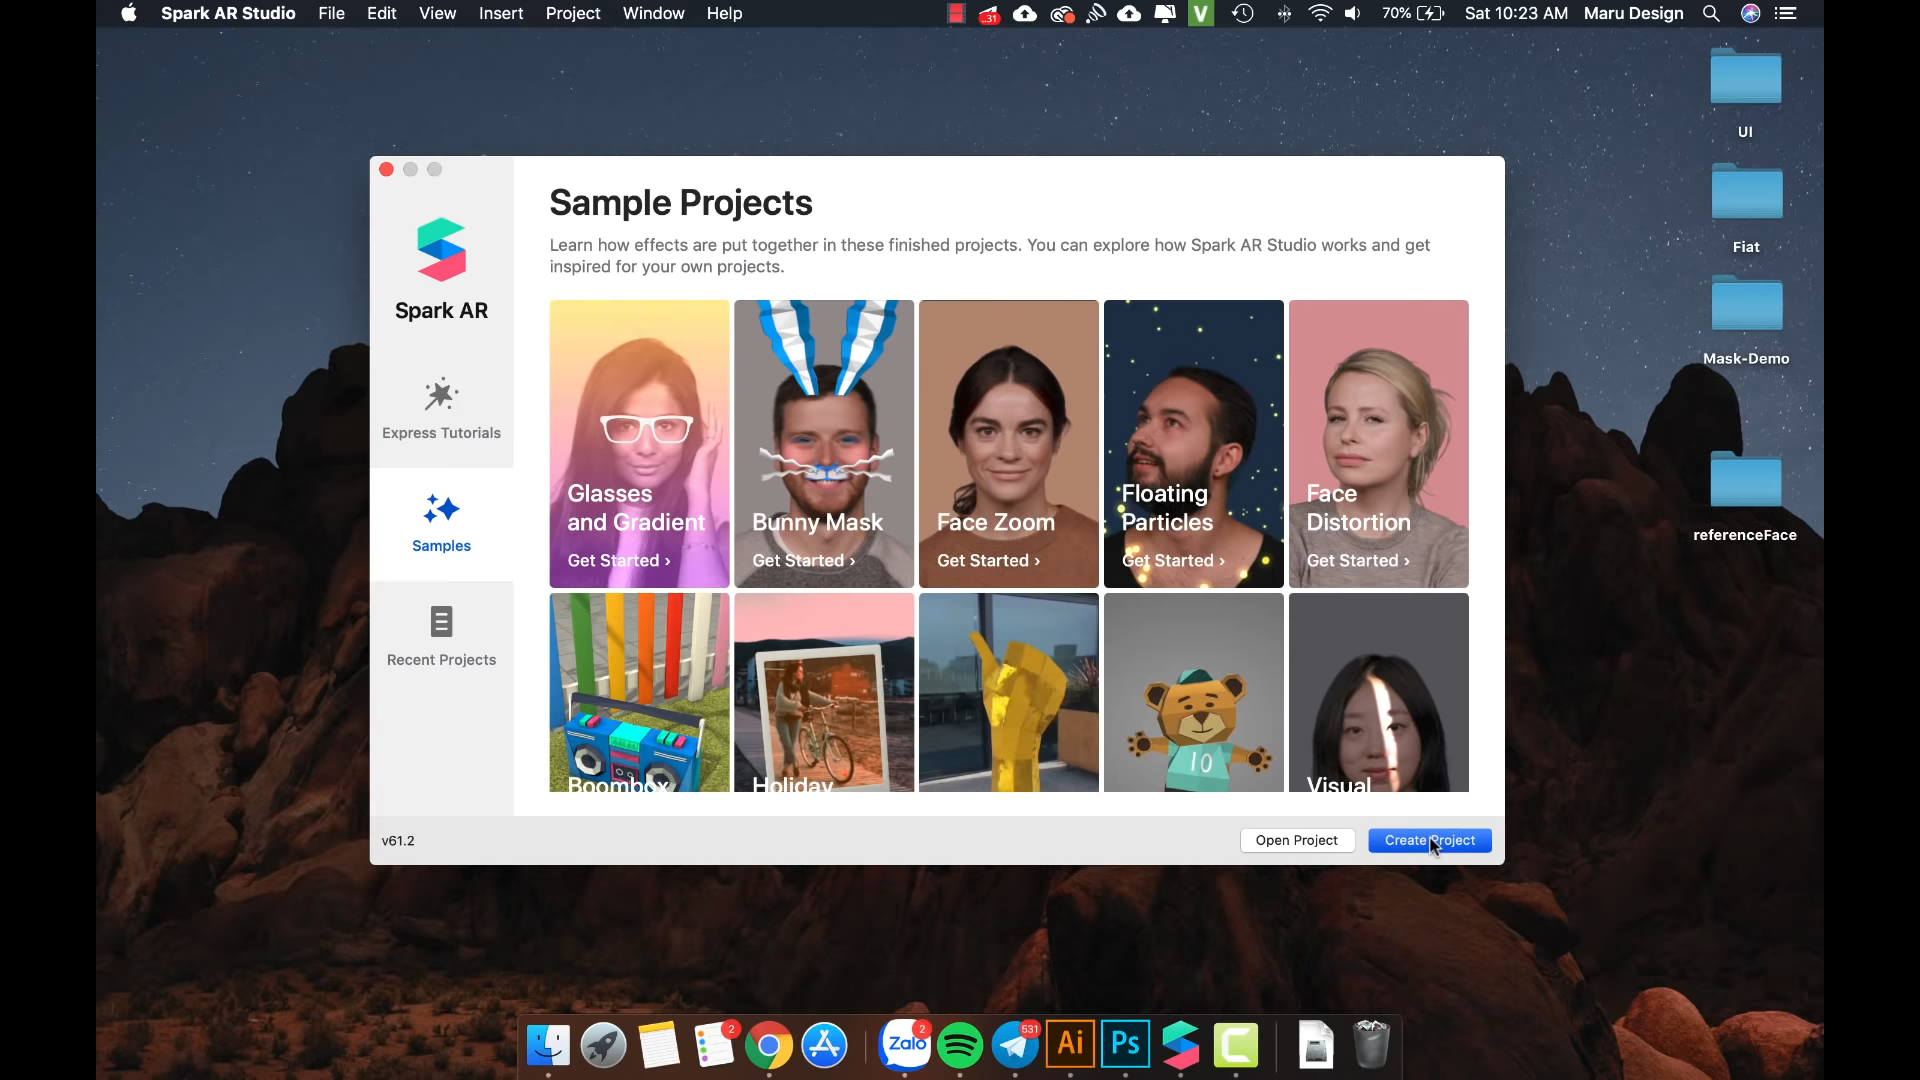 Spark AR Studio File Edit View Insert Project Window Help
..31 V 70% Sat 10:23 AM Maru Design
UI
Fiat
Mask-Demo
referenceFace
Spark AR
Express Tutorials
Samples
Recent Projects
Sample Projects
Learn how effects are put together in these finished projects. You can explore how Spark AR Studio works and get
inspired for your own projects.
Glasses
and Gradient
Get Started ›
Bunny Mask
Get Started ›
Face Zoom
Get Started ›
Floating
Particles
Get Started ›
Face
Distortion
Get Started ›
Boombox
Holiday
10
Visual
v61.2
Open Project
Create Project
2
Zalo
2
531
Ai
Ps